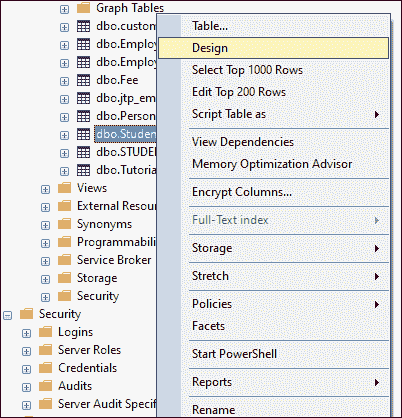 Graph Tables
dbo.custom
dbo.Employ
dbo.Employ
dbo.Fee
dbo.jtp_em
dbo.Person
dbo.Studen
dbo.STUDEN
dbo.Tutoria
Views
External Resou
Synonyms
Programmabili
Service Broker
Storage
Security
Security
Logins
Server Roles
Credentials
Audits
Server Audit Specif
Table...
Design
Select Top 1000 Rows
Edit Top 200 Rows
Script Table as
View Dependencies
Memory Optimization Advisor
Encrypt Columns...
Full-Text index
Storage
Stretch
Policies
Facets
Start PowerShell
Reports
Rename